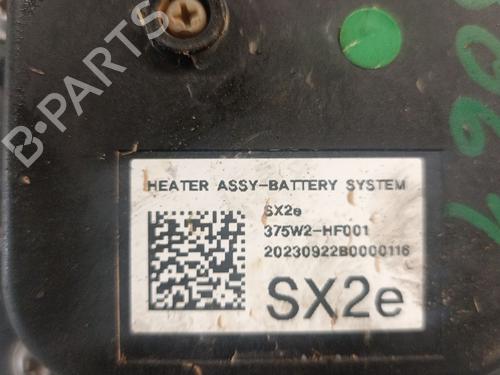 B-PARTS
HEATER ASSY-BATTERY SYSTEM
SX2e
375W2-HF001
20230922B0000116
SX2e